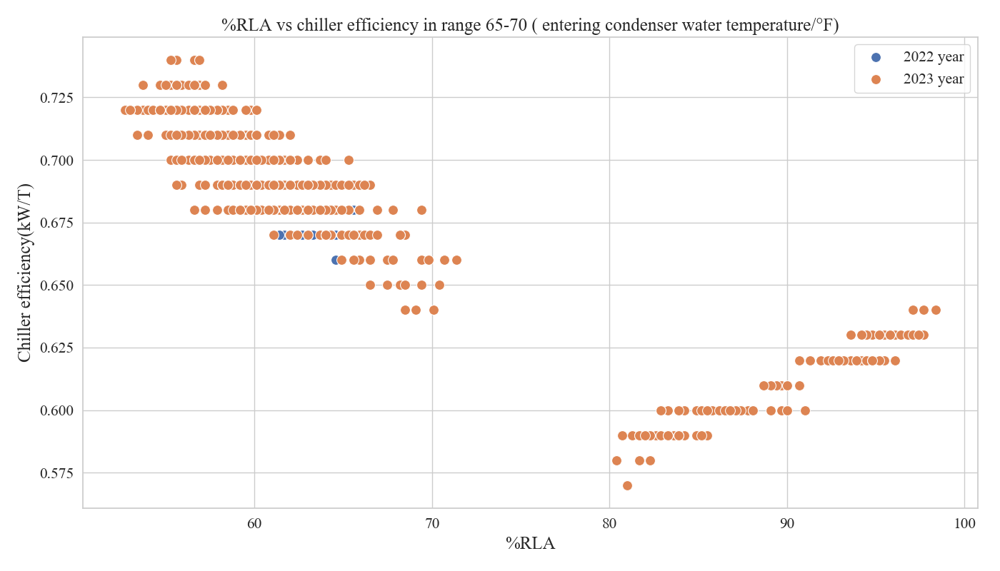 %RLA vs chiller efficiency in range 65-70 ( entering condenser water temperature/°F)
2022 year
2023 year
Chiller efficiency(kW/T)
0.725
0.700
0.675
0.650
0.625
0.600
0.575
60 70 80 90 100
%RLA